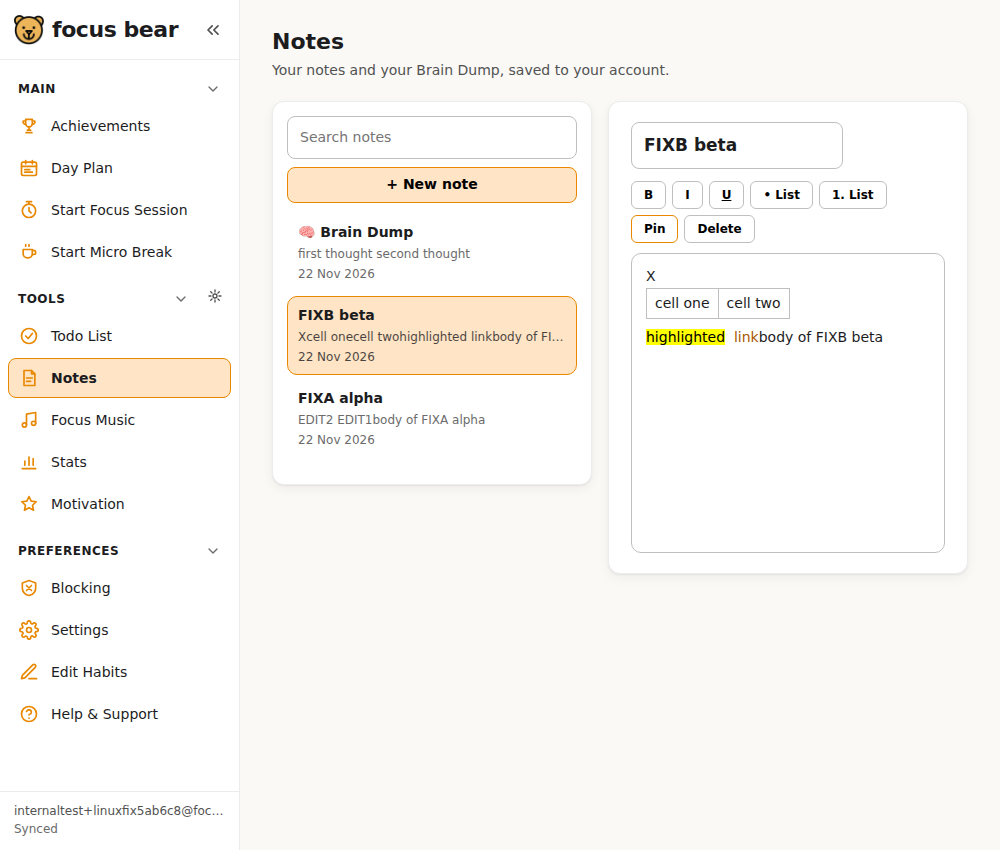 focus bear
MAIN
Achievements
Day Plan
Start Focus Session
Start Micro Break
TOOLS
Todo List
Notes
Focus Music
Stats
Motivation
PREFERENCES
Blocking
Settings
Edit Habits
Help & Support
internaltest+linuxfix5ab6c8@foc…
Synced
Notes
Your notes and your Brain Dump, saved to your account.
Search notes
+ New note
🧠 Brain Dump
first thought second thought
22 Nov 2026
FIXB beta
Xcell onecell twohighlighted linkbody of FI…
22 Nov 2026
FIXA alpha
EDIT2 EDIT1body of FIXA alpha
22 Nov 2026
FIXB beta
B I U • List 1. List
Pin Delete
X
cell one cell two
highlighted linkbody of FIXB beta